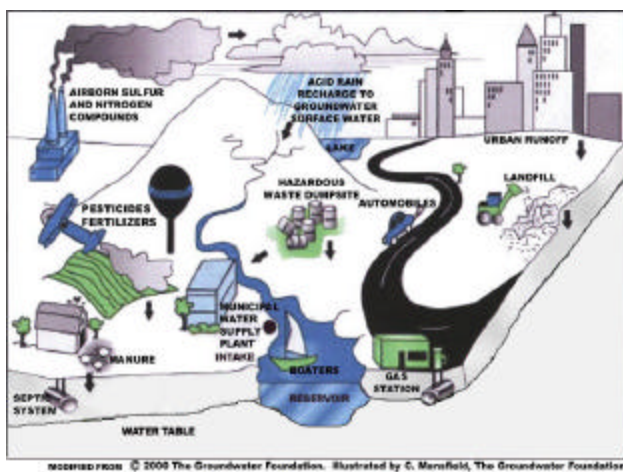 AIRBORN SULFUR
AND NITROGEN
COMPOUNDS
ACID RAIN
RECHARGE TO
GROUNDWATER
SURFACE WATER
LAKE
URBAN RUNOFF
HAZARDOUS
WASTE DUMPSITE
AUTOMOBILES
LANDFILL
PESTICIDES
FERTILIZERS
MUNICIPAL
WATER
SUPPLY
PLANT
INTAKE
MANURE
BOATERS
GAS
STATION
SEPTIC
SYSTEM
RESERVOIR
WATER TABLE
MODIFIED FROM © 2000 The Groundwater Foundation. Illustrated by C. Mansfield, The Groundwater Foundation